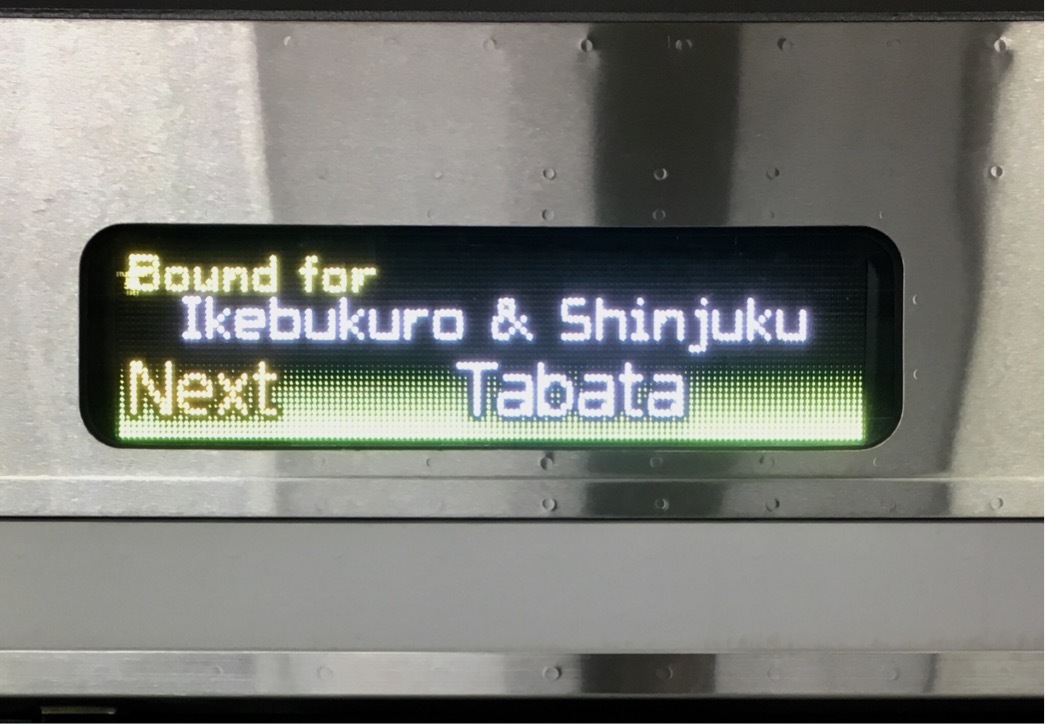 Bound for
Ikebukuro & Shinjuku
Next Tabata